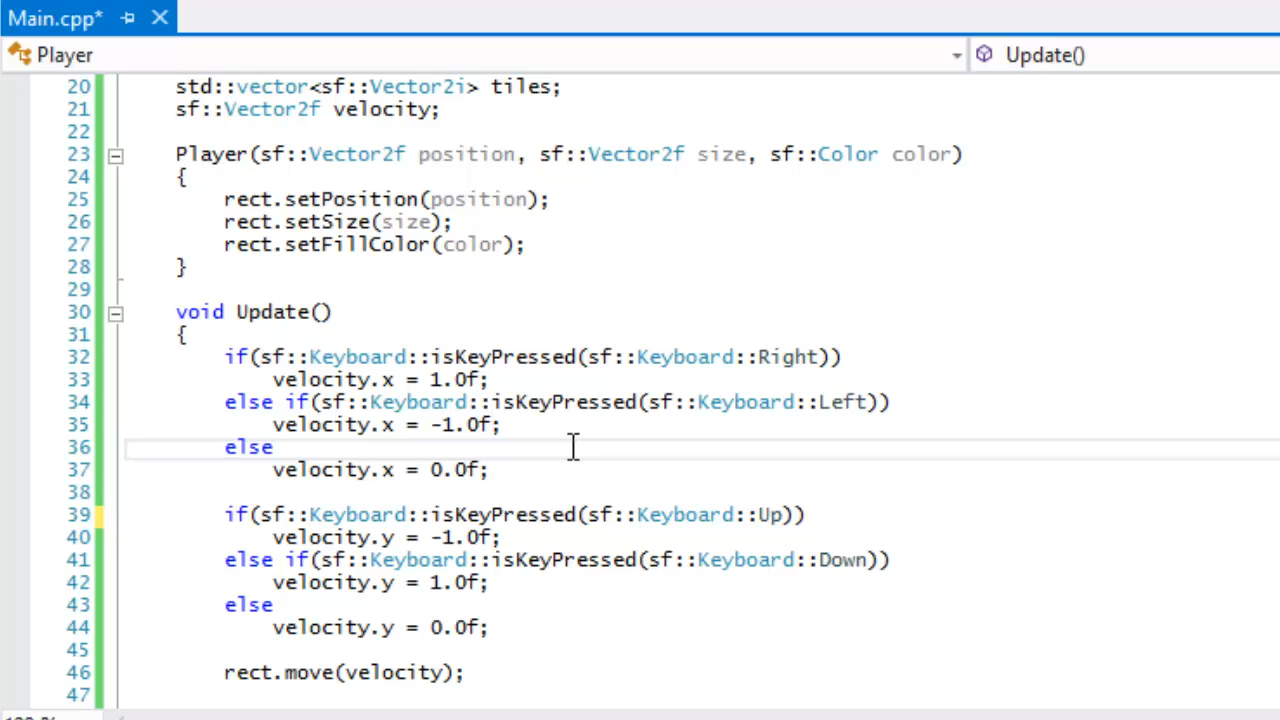 Main.cpp*
Player Update()
20 std::vector<sf::Vector2i> tiles;
21 sf::Vector2f velocity;
22
23 Player(sf::Vector2f position, sf::Vector2f size, sf::Color color)
24 {
25 rect.setPosition(position);
26 rect.setSize(size);
27 rect.setFillColor(color);
28 }
29
30 void Update()
31 {
32 if(sf::Keyboard::isKeyPressed(sf::Keyboard::Right))
33 velocity.x = 1.0f;
34 else if(sf::Keyboard::isKeyPressed(sf::Keyboard::Left))
35 velocity.x = -1.0f;
36 else
37 velocity.x = 0.0f;
38
39 if(sf::Keyboard::isKeyPressed(sf::Keyboard::Up))
40 velocity.y = -1.0f;
41 else if(sf::Keyboard::isKeyPressed(sf::Keyboard::Down))
42 velocity.y = 1.0f;
43 else
44 velocity.y = 0.0f;
45
46 rect.move(velocity);
47